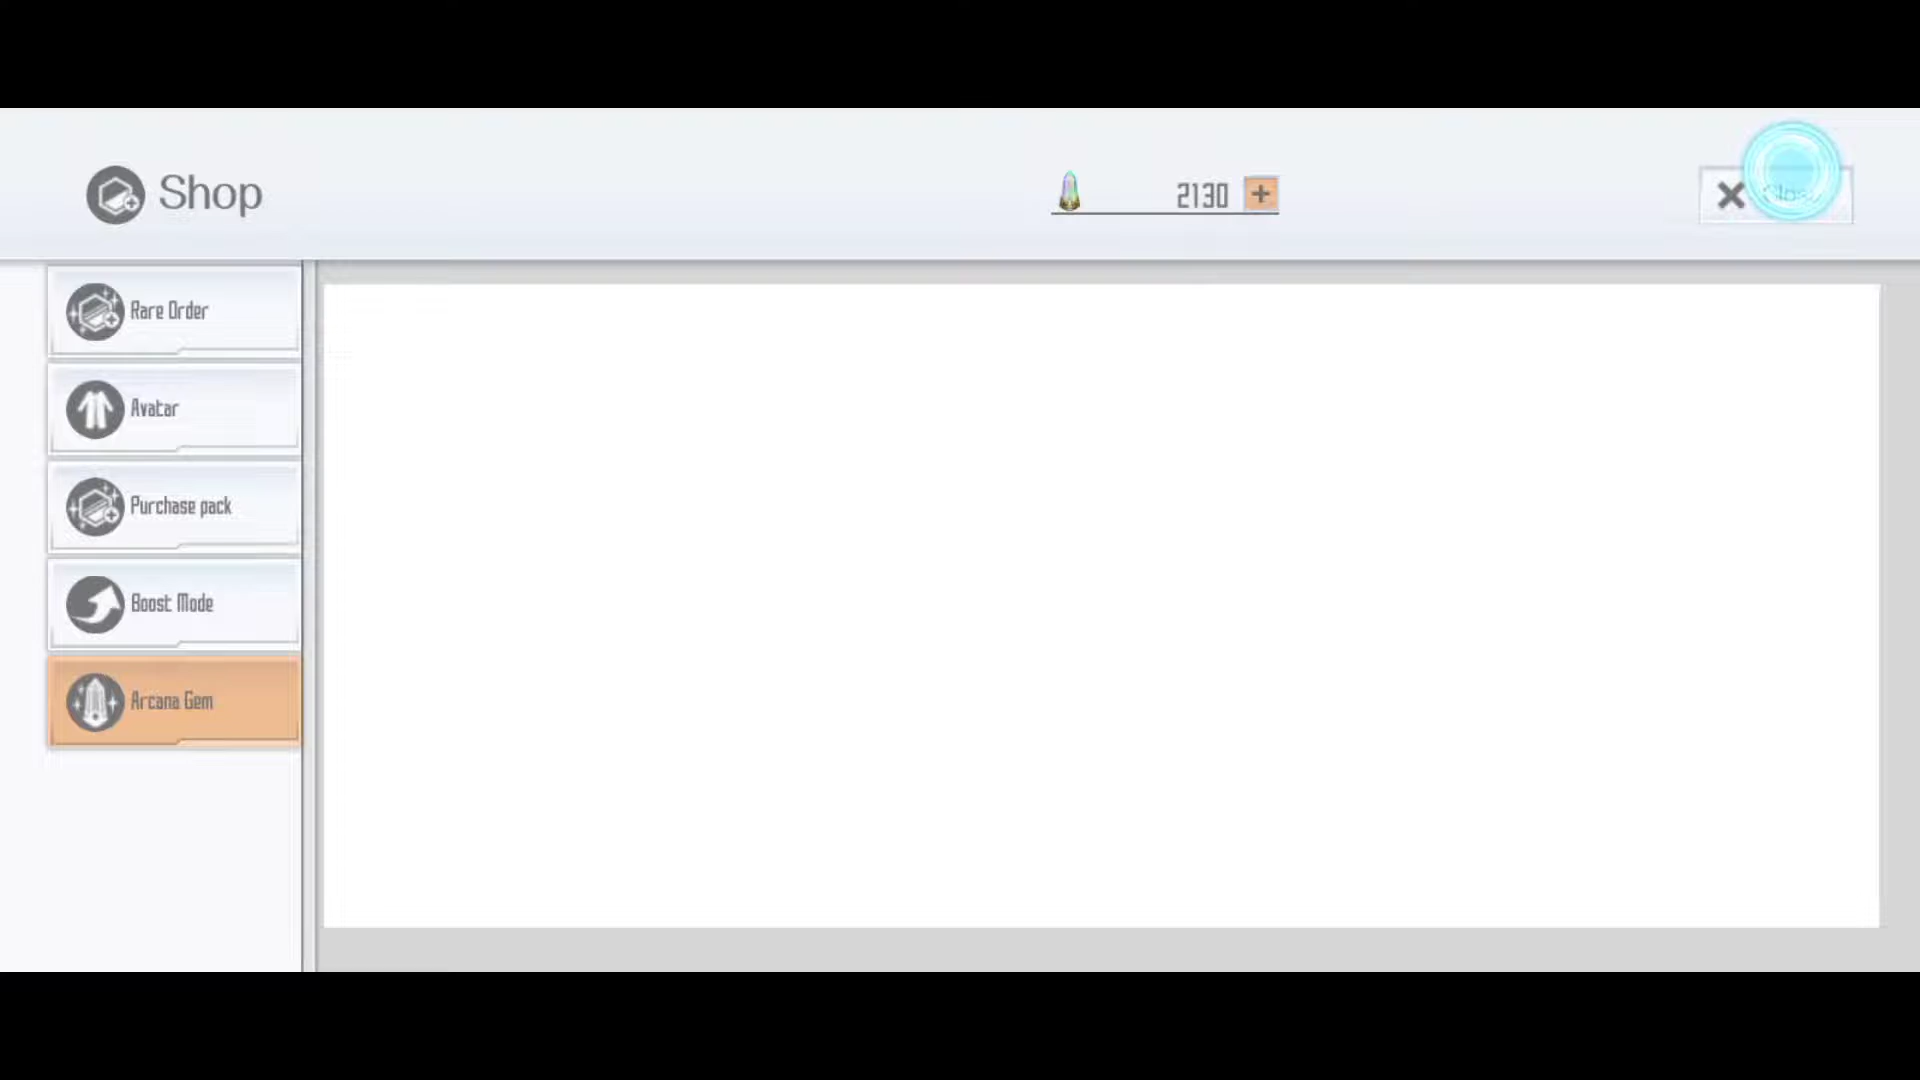 Shop
2130
Rare Order
Avatar
Purchase pack
Boost Mode
Arcana Gem